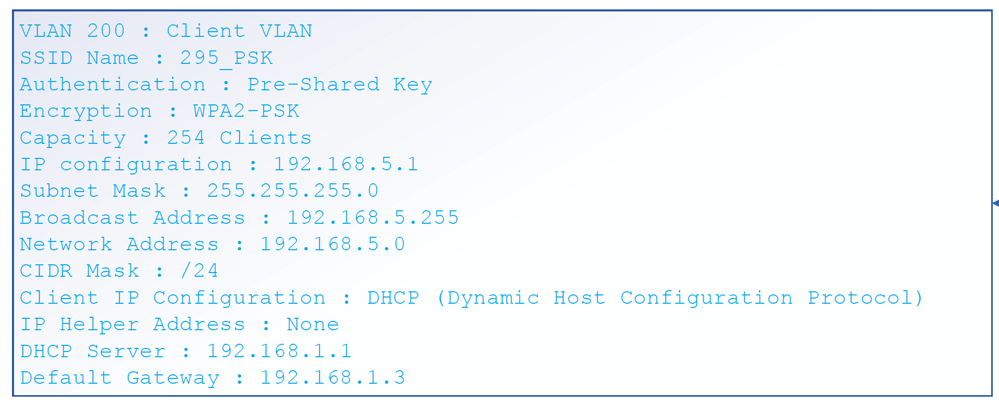 VLAN 200 : Client VLAN
SSID Name : 295_PSK
Authentication : Pre-Shared Key
Encryption : WPA2-PSK
Capacity : 254 Clients
IP configuration : 192.168.5.1
Subnet Mask : 255.255.255.0
Broadcast Address : 192.168.5.255
Network Address : 192.168.5.0
CIDR Mask : /24
Client IP Configuration : DHCP (Dynamic Host Configuration Protocol)
IP Helper Address : None
DHCP Server : 192.168.1.1
Default Gateway : 192.168.1.3